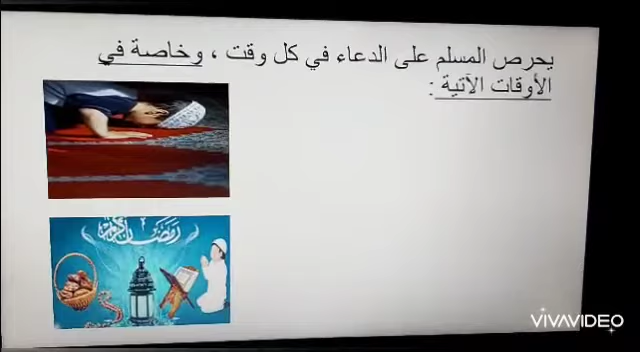 يحرص المسلم على الدعاء في كل وقت ، وخاصة في
الأوقات الآتية :
رمضان كريم
VIVAVIDEO